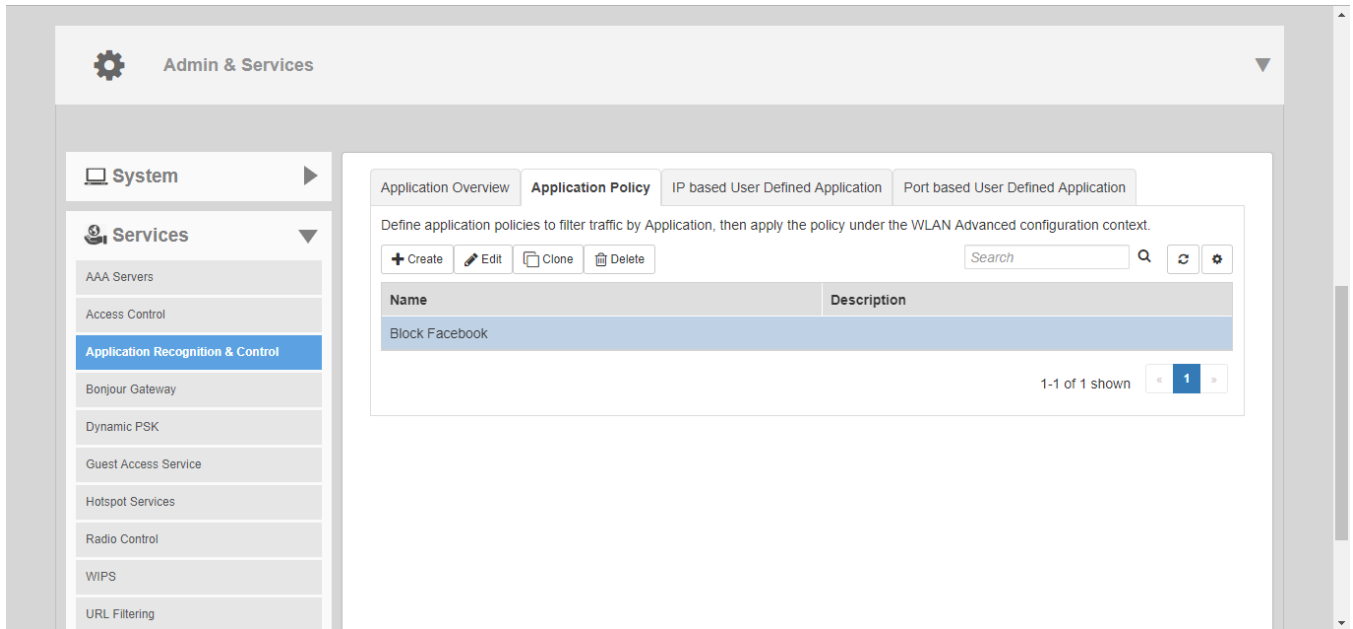 Admin & Services
System
Services
AAA Servers
Access Control
Application Recognition & Control
Bonjour Gateway
Dynamic PSK
Guest Access Service
Hotspot Services
Radio Control
WIPS
URL Filtering
Application Overview Application Policy IP based User Defined Application Port based User Defined Application
Define application policies to filter traffic by Application, then apply the policy under the WLAN Advanced configuration context.
Create Edit Clone Delete Search
Name Description
Block Facebook
1-1 of 1 shown « 1 »